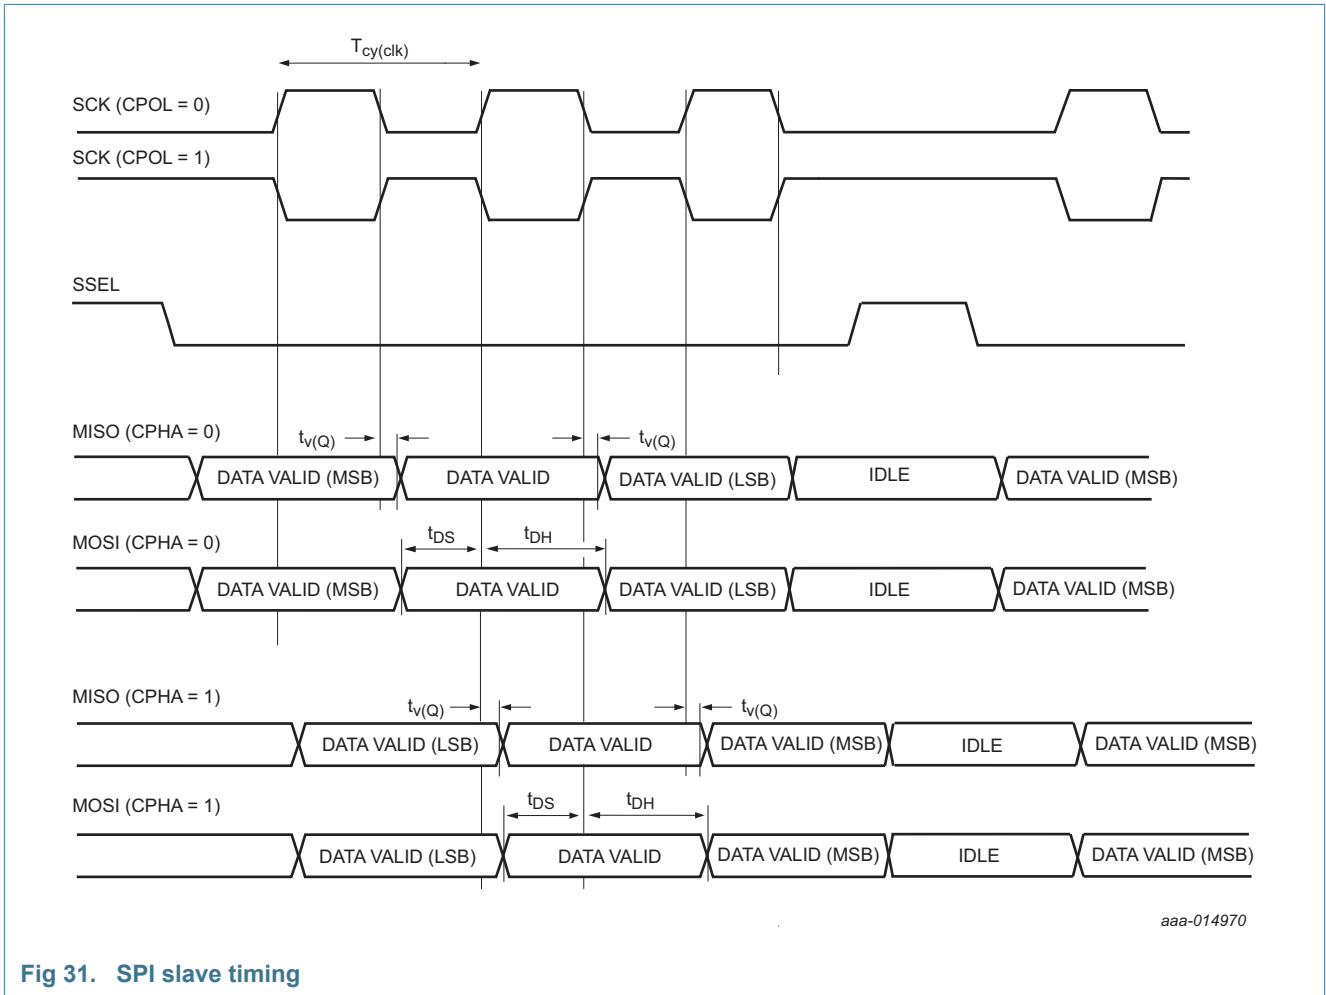 Tcy(clk)
SCK (CPOL = 0)
SCK (CPOL = 1)
SSEL
MISO (CPHA = 0)
tv(Q) tv(Q)
DATA VALID (MSB) DATA VALID DATA VALID (LSB) IDLE DATA VALID (MSB)
MOSI (CPHA = 0)
tDS tDH
DATA VALID (MSB) DATA VALID DATA VALID (LSB) IDLE DATA VALID (MSB)
MISO (CPHA = 1)
tv(Q) tv(Q)
DATA VALID (LSB) DATA VALID DATA VALID (MSB) IDLE DATA VALID (MSB)
MOSI (CPHA = 1)
tDS tDH
DATA VALID (LSB) DATA VALID DATA VALID (MSB) IDLE DATA VALID (MSB)
aaa-014970
Fig 31. SPI slave timing